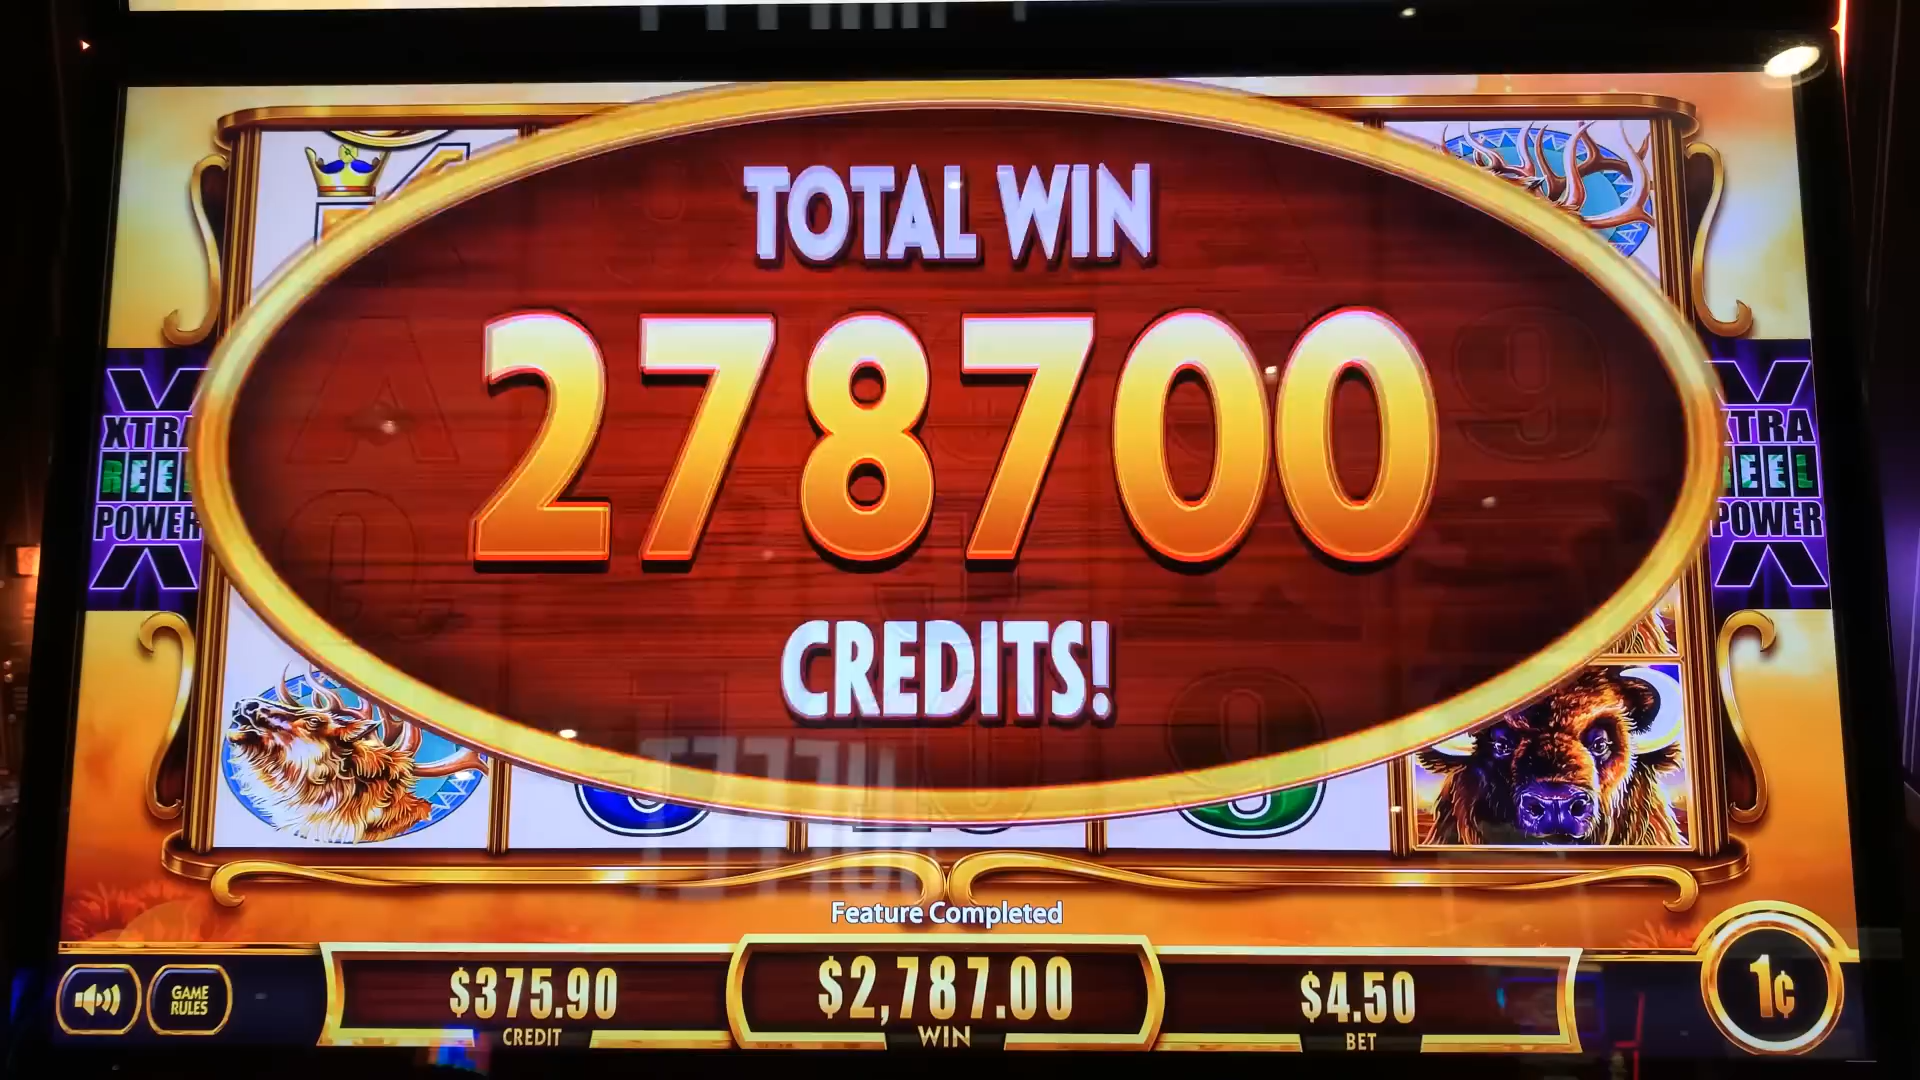 TOTAL WIN
278700
CREDITS!
XTRA
REEL
POWER
XTRA
REEL
POWER
Feature Completed
GAME
RULES
$375.90
CREDIT
$2,787.00
WIN
$4.50
BET
1¢